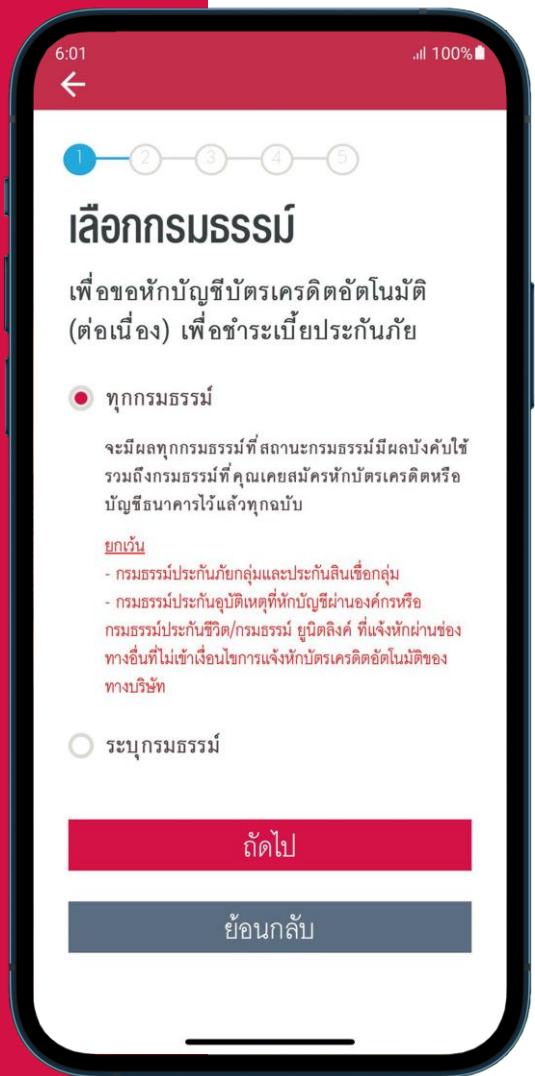 6:01 100%
1 2 3 4 5
เลือกกรมธรรม์
เพื่อขอหักบัญชีบัตรเครดิตอัตโนมัติ
(ต่อเนื่อง) เพื่อชำระเบี้ยประกันภัย
ทุกกรมธรรม์
จะมีผลทุกกรมธรรม์ที่สถานะกรมธรรม์มีผลบังคับใช้
รวมถึงกรมธรรม์ที่คุณเคยสมัครหักบัตรเครดิตหรือ
บัญชีธนาคารไว้แล้วทุกฉบับ
ยกเว้น
- กรมธรรม์ประกันภัยกลุ่มและประกันสินเชื่อกลุ่ม
- กรมธรรม์ประกันอุบัติเหตุที่หักบัญชีผ่านองค์กรหรือ
กรมธรรม์ประกันชีวิต/กรมธรรม์ ยูนิตลิงค์ ที่แจ้งหักผ่านช่อง
ทางอื่นที่ไม่เข้าเงื่อนไขการแจ้งหักบัตรเครดิตอัตโนมัติของ
ทางบริษัท
ระบุกรมธรรม์
ถัดไป
ย้อนกลับ